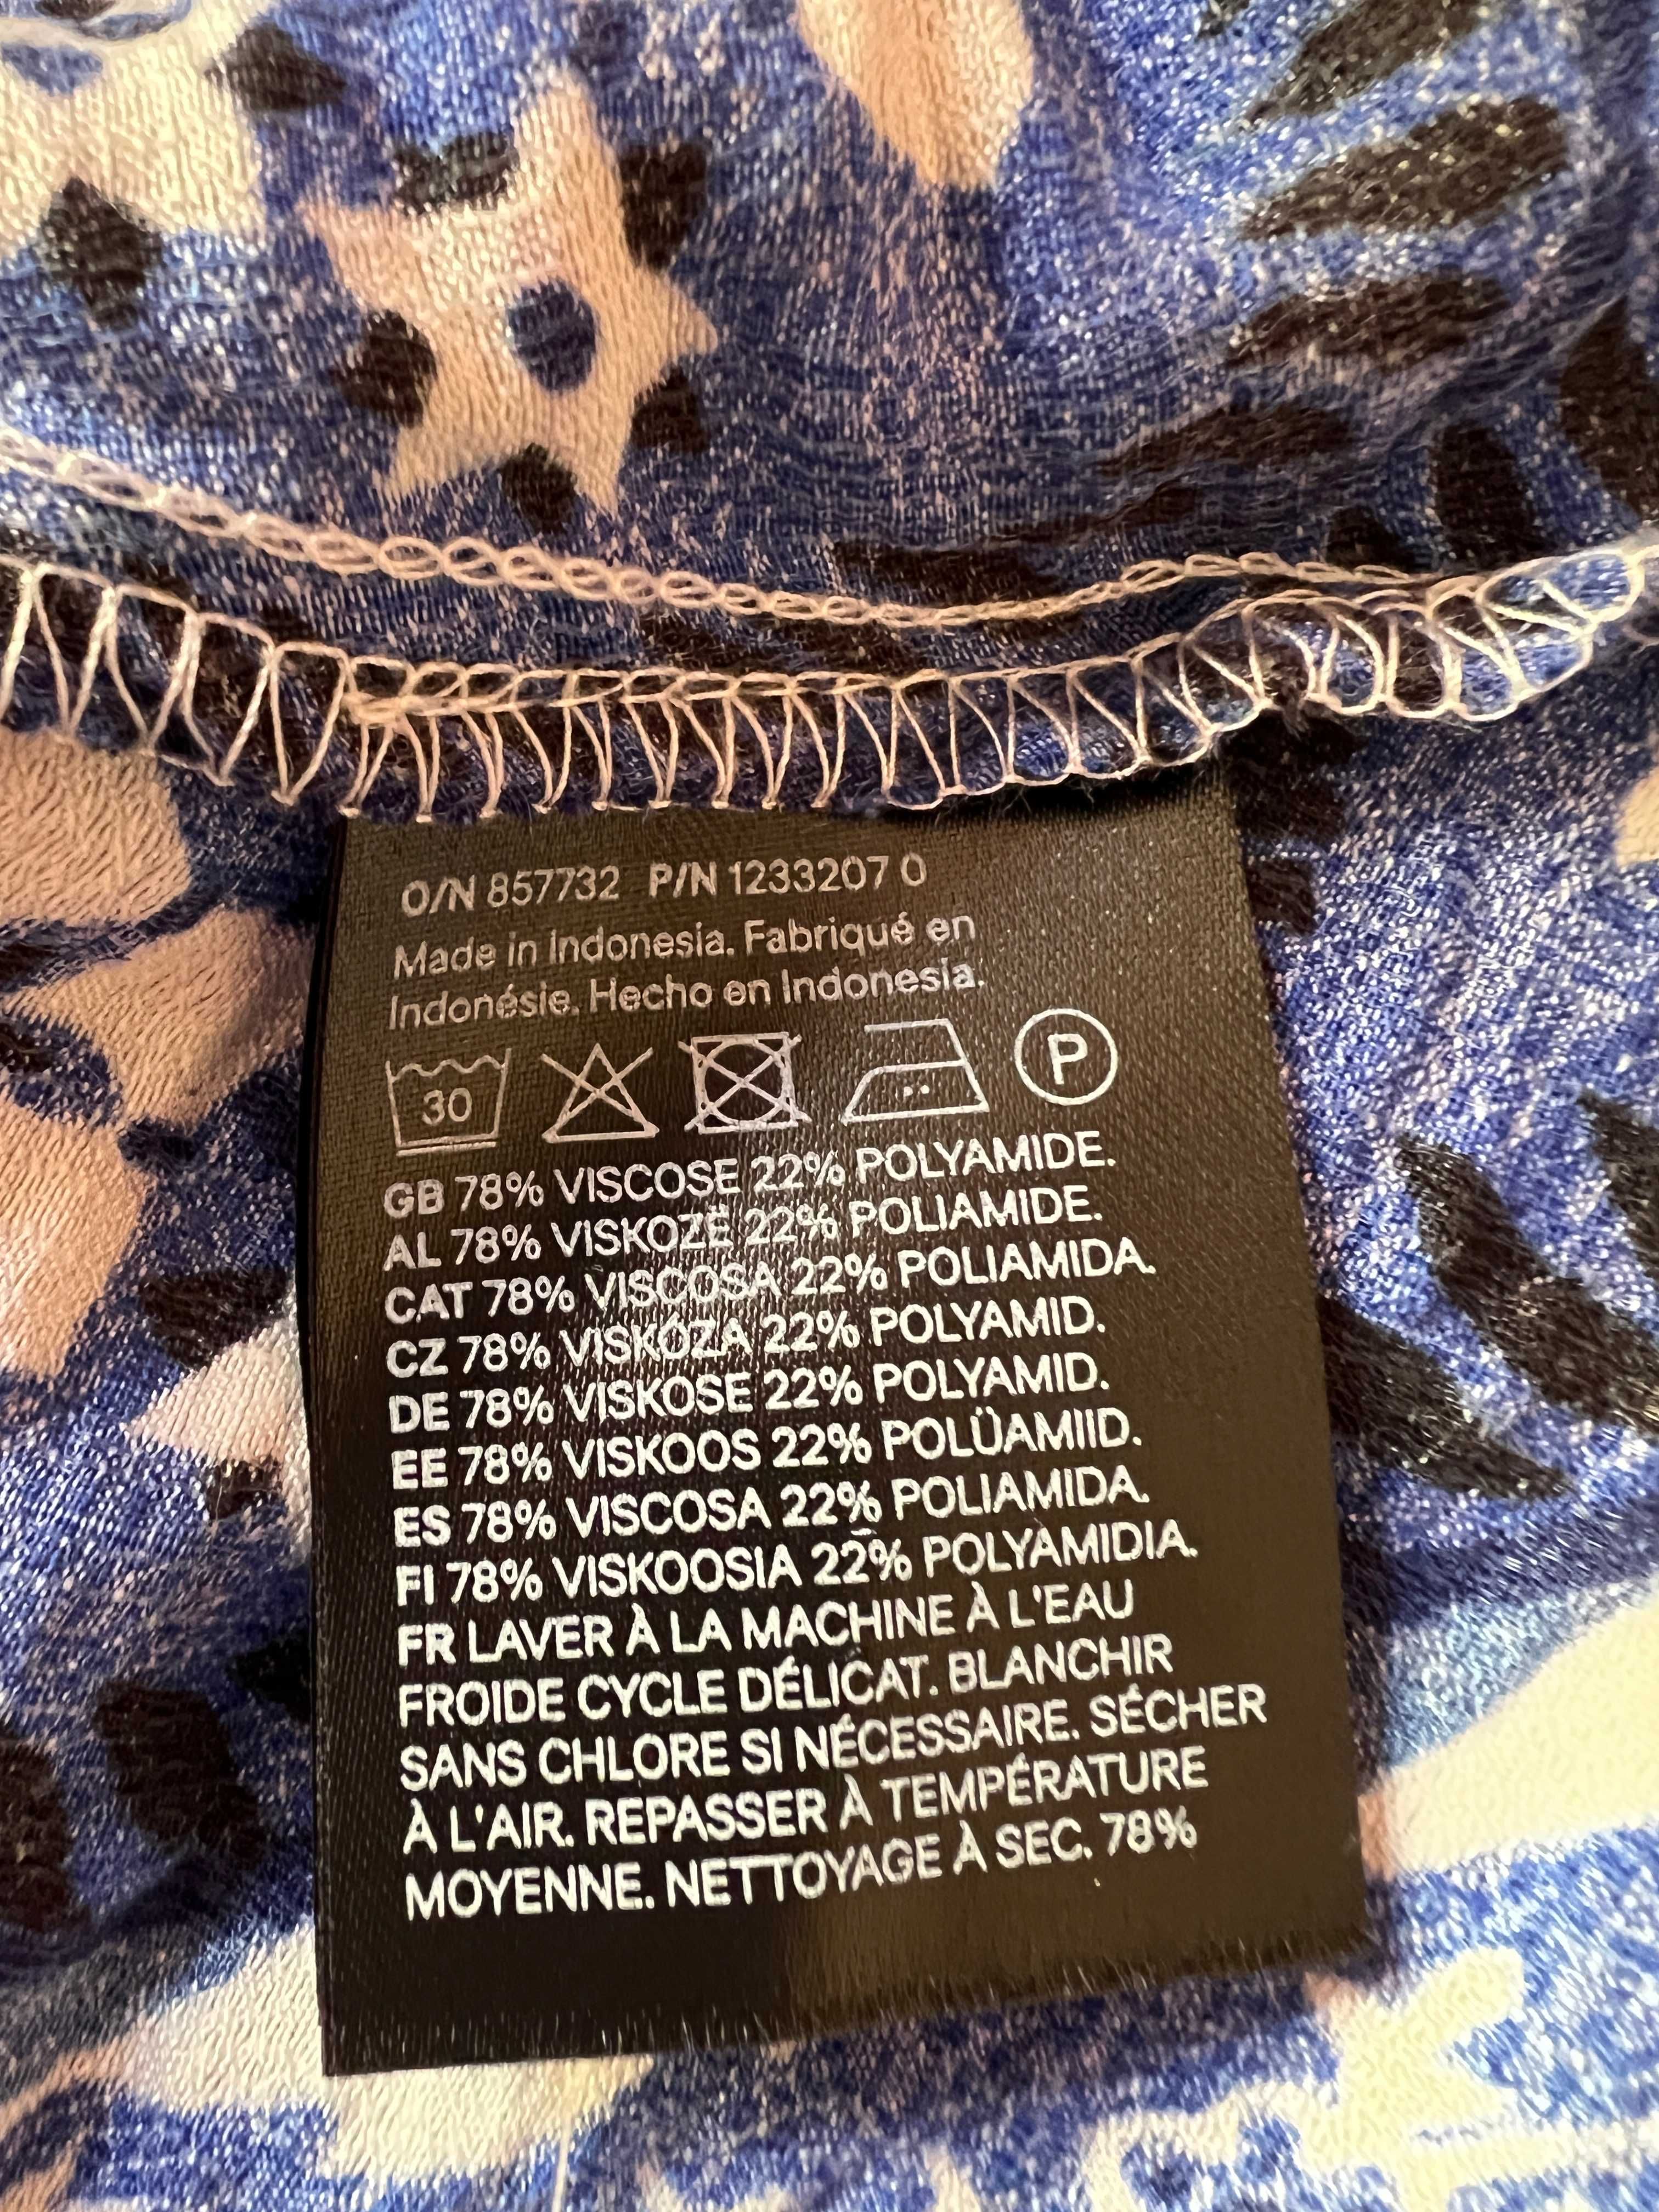 O/N 857732 P/N 1233207 0
Made in Indonesia. Fabriqué en
Indonésie. Hecho en Indonesia.
30 P
GB 78% VISCOSE 22% POLYAMIDE.
AL 78% VISKOZË 22% POLIAMIDE.
CAT 78% VISCOSA 22% POLIAMIDA.
CZ 78% VISKÓZA 22% POLYAMID.
DE 78% VISKOSE 22% POLYAMID.
EE 78% VISKOOS 22% POLÜAMIID.
ES 78% VISCOSA 22% POLIAMIDA.
FI 78% VISKOOSIA 22% POLYAMIDIA.
FR LAVER À LA MACHINE À L'EAU
FROIDE CYCLE DÉLICAT. BLANCHIR
SANS CHLORE SI NÉCESSAIRE. SÉCHER
À L'AIR. REPASSER À TEMPÉRATURE
MOYENNE. NETTOYAGE À SEC. 78%